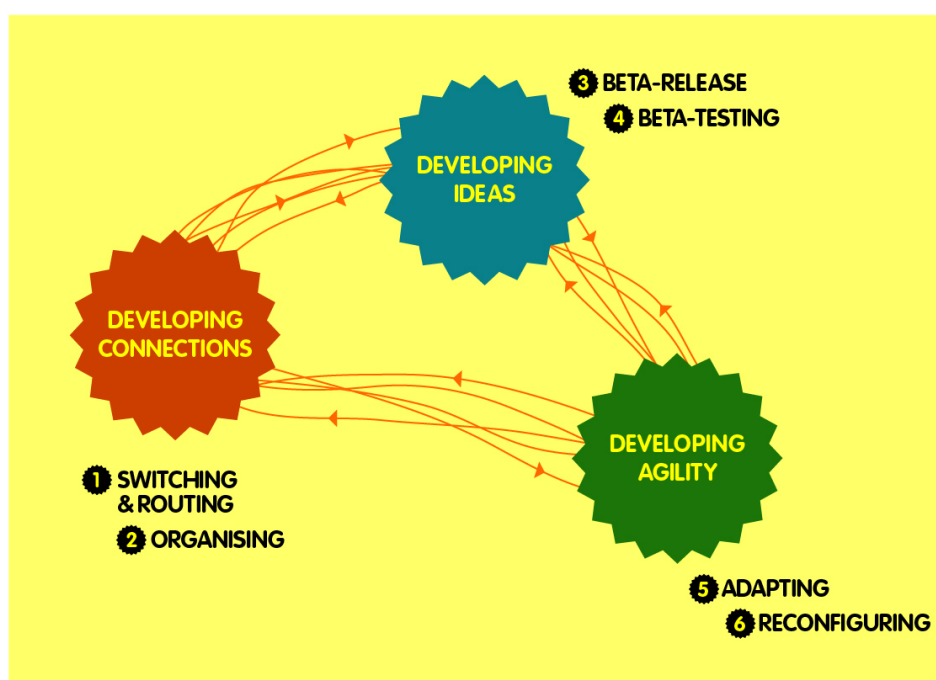 3 BETA-RELEASE
4 BETA-TESTING
DEVELOPING
IDEAS
DEVELOPING
CONNECTIONS
DEVELOPING
AGILITY
1 SWITCHING
& ROUTING
2 ORGANISING
5 ADAPTING
6 RECONFIGURING